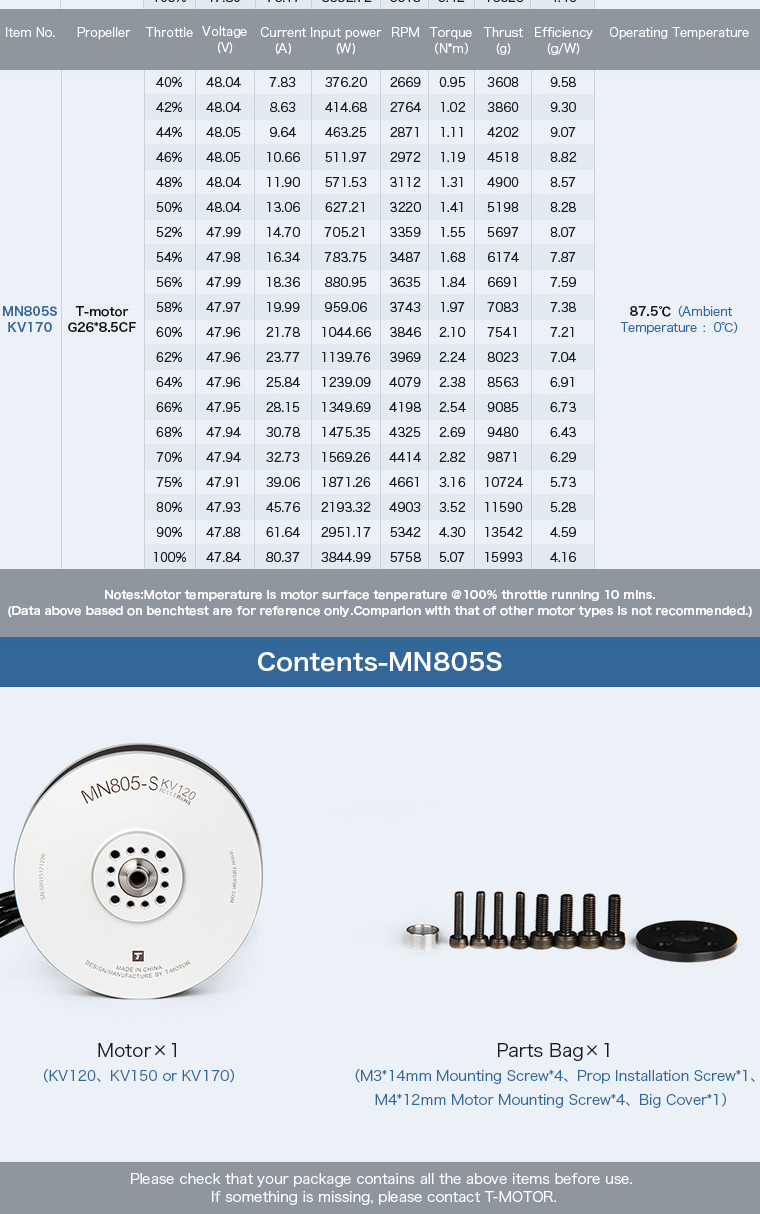 Item No. Propeller Throttle Voltage (V) Current (A) Input power (W) RPM Torque (N*m) Thrust (g) Efficiency (g/W) Operating Temperature
40% 48.04 7.83 376.20 2669 0.95 3608 9.58
42% 48.04 8.63 414.68 2764 1.02 3860 9.30
44% 48.05 9.64 463.25 2871 1.11 4202 9.07
46% 48.05 10.66 511.97 2972 1.19 4518 8.82
48% 48.04 11.90 571.53 3112 1.31 4900 8.57
50% 48.04 13.06 627.21 3220 1.41 5198 8.28
52% 47.99 14.70 705.21 3359 1.55 5697 8.07
54% 47.98 16.34 783.75 3487 1.68 6174 7.87
56% 47.99 18.36 880.95 3635 1.84 6691 7.59
MN805S T-motor 58% 47.97 19.99 959.06 3743 1.97 7083 7.38 87.5℃ (Ambient
KV170 G26*8.5CF 60% 47.96 21.78 1044.66 3846 2.10 7541 7.21 Temperature : 0℃)
62% 47.96 23.77 1139.76 3969 2.24 8023 7.04
64% 47.96 25.84 1239.09 4079 2.38 8563 6.91
66% 47.95 28.15 1349.69 4198 2.54 9085 6.73
68% 47.94 30.78 1475.35 4325 2.69 9480 6.43
70% 47.94 32.73 1569.26 4414 2.82 9871 6.29
75% 47.91 39.06 1871.26 4661 3.16 10724 5.73
80% 47.93 45.76 2193.32 4903 3.52 11590 5.28
90% 47.88 61.64 2951.17 5342 4.30 13542 4.59
100% 47.84 80.37 3844.99 5758 5.07 15993 4.16
Notes:Motor temperature is motor surface tenperature @100% throttle running 10 mins.
(Data above based on benchtest are for reference only.Comparion with that of other motor types is not recommended.)
Contents-MN805S
MN805-S KV120
WWW.TMOTOR.COM
MADE IN CHINA
DESIGN/MANUFACTURE BY T-MOTOR
Motor×1
(KV120、KV150 or KV170)
Parts Bag×1
(M3*14mm Mounting Screw*4、Prop Installation Screw*1、
M4*12mm Motor Mounting Screw*4、Big Cover*1)
Please check that your package contains all the above items before use.
If something is missing, please contact T-MOTOR.